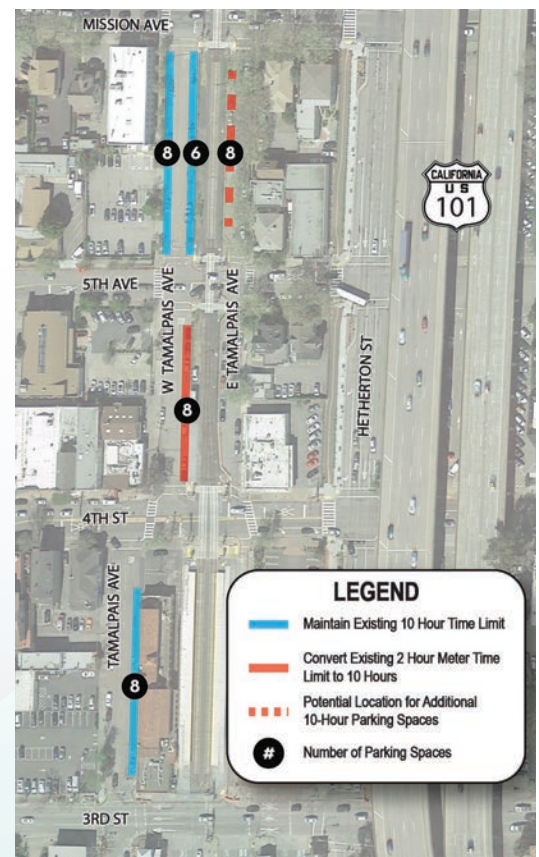 MISSION AVE
8
6
8
CALIFORNIA
US
101
5TH AVE
W TAMALPAIS AVE
E TAMALPAIS AVE
HETHERTON ST
8
4TH ST
TAMALPAIS AVE
8
3RD ST
LEGEND
Maintain Existing 10 Hour Time Limit
Convert Existing 2 Hour Meter Time
Limit to 10 Hours
Potential Location for Additional
10-Hour Parking Spaces
# Number of Parking Spaces